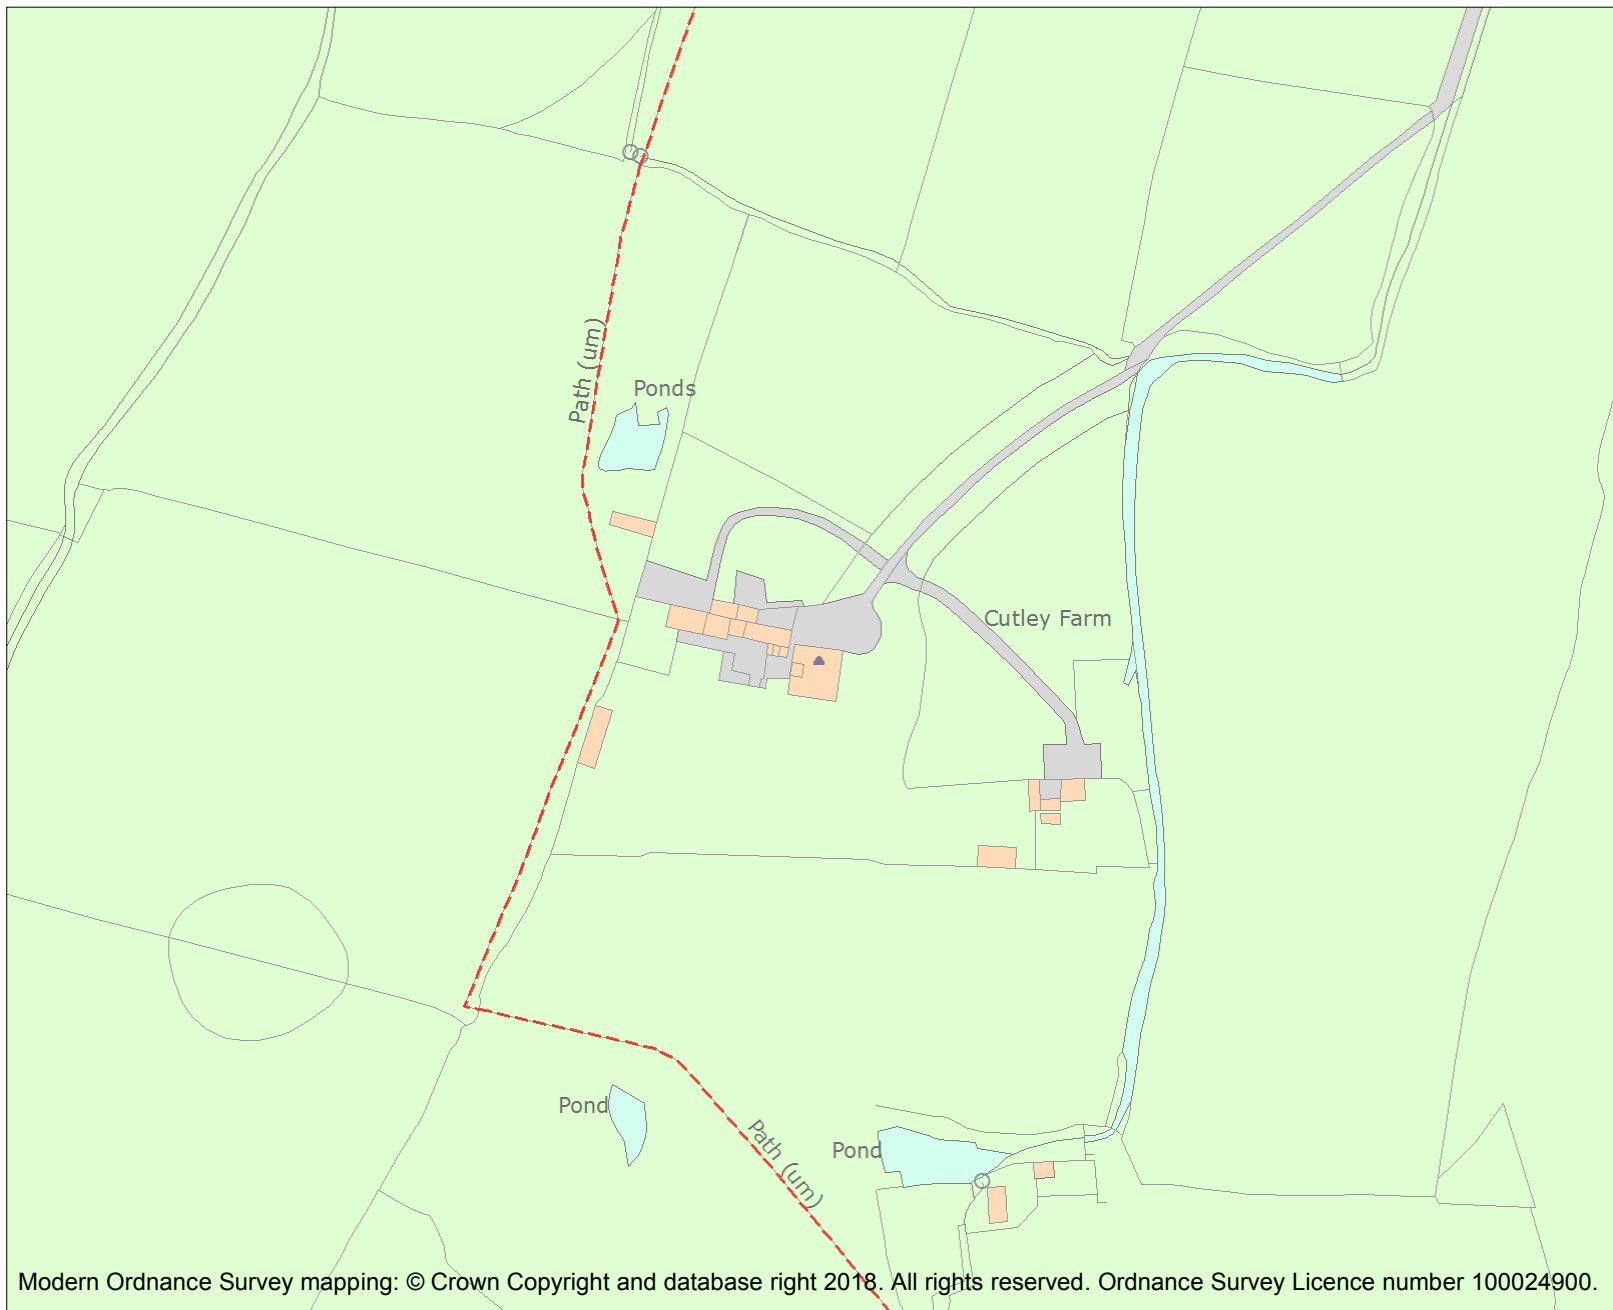 Path (um)
Ponds
Cutley Farm
Pond
Path (um)
Pond
Modern Ordnance Survey mapping: © Crown Copyright and database right 2018. All rights reserved. Ordnance Survey Licence number 100024900.